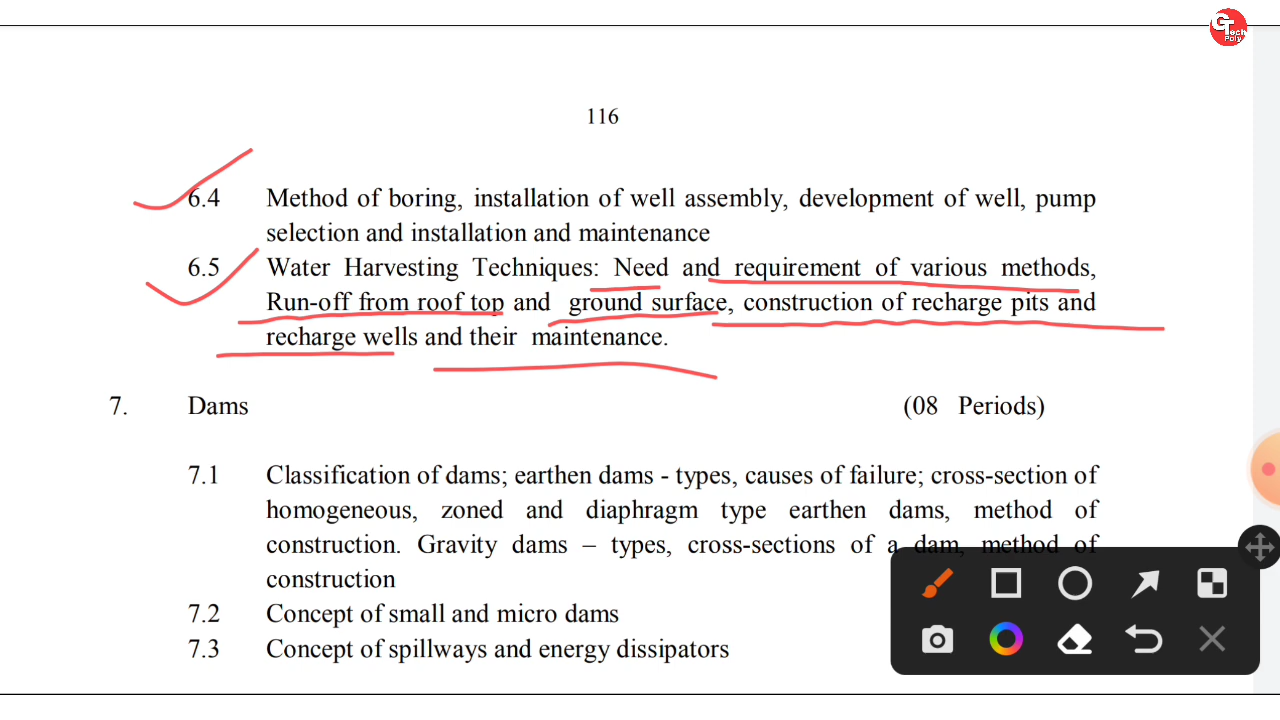 GTech
Poly
116
6.4 Method of boring, installation of well assembly, development of well, pump
selection and installation and maintenance
6.5 Water Harvesting Techniques: Need and requirement of various methods,
Run-off from roof top and ground surface, construction of recharge pits and
recharge wells and their maintenance.
7. Dams (08 Periods)
7.1 Classification of dams; earthen dams - types, causes of failure; cross-section of
homogeneous, zoned and diaphragm type earthen dams, method of
construction. Gravity dams – types, cross-sections of a dam, method of
construction
7.2 Concept of small and micro dams
7.3 Concept of spillways and energy dissipators